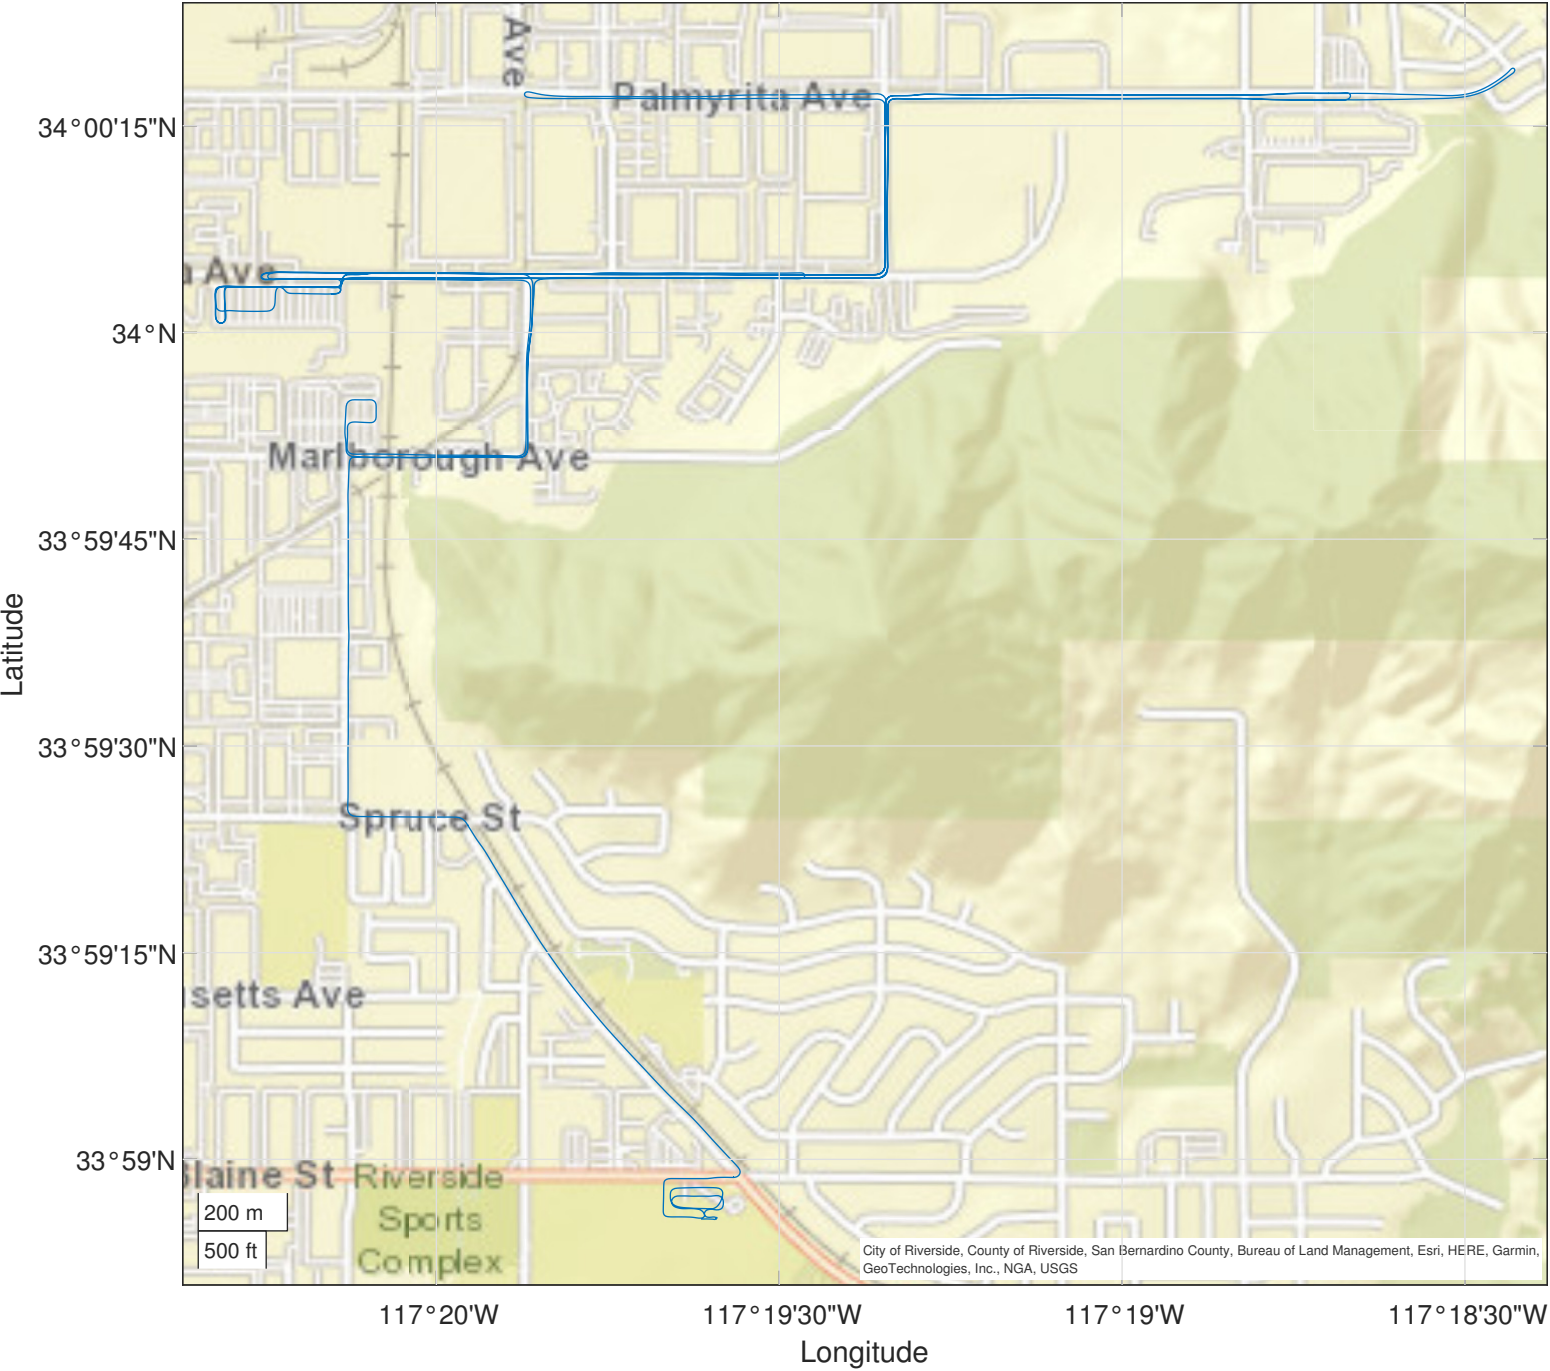 Ave
Palmyrita Ave
34°00'15"N
a Ave
34°N
Marlborough Ave
33°59'45"N
Latitude
33°59'30"N
Spruce St
33°59'15"N
setts Ave
33°59'N
Blaine St
Riverside
Sports
Complex
200 m
500 ft
City of Riverside, County of Riverside, San Bernardino County, Bureau of Land Management, Esri, HERE, Garmin,
GeoTechnologies, Inc., NGA, USGS
117°20'W
117°19'30"W
117°19'W
117°18'30"W
Longitude